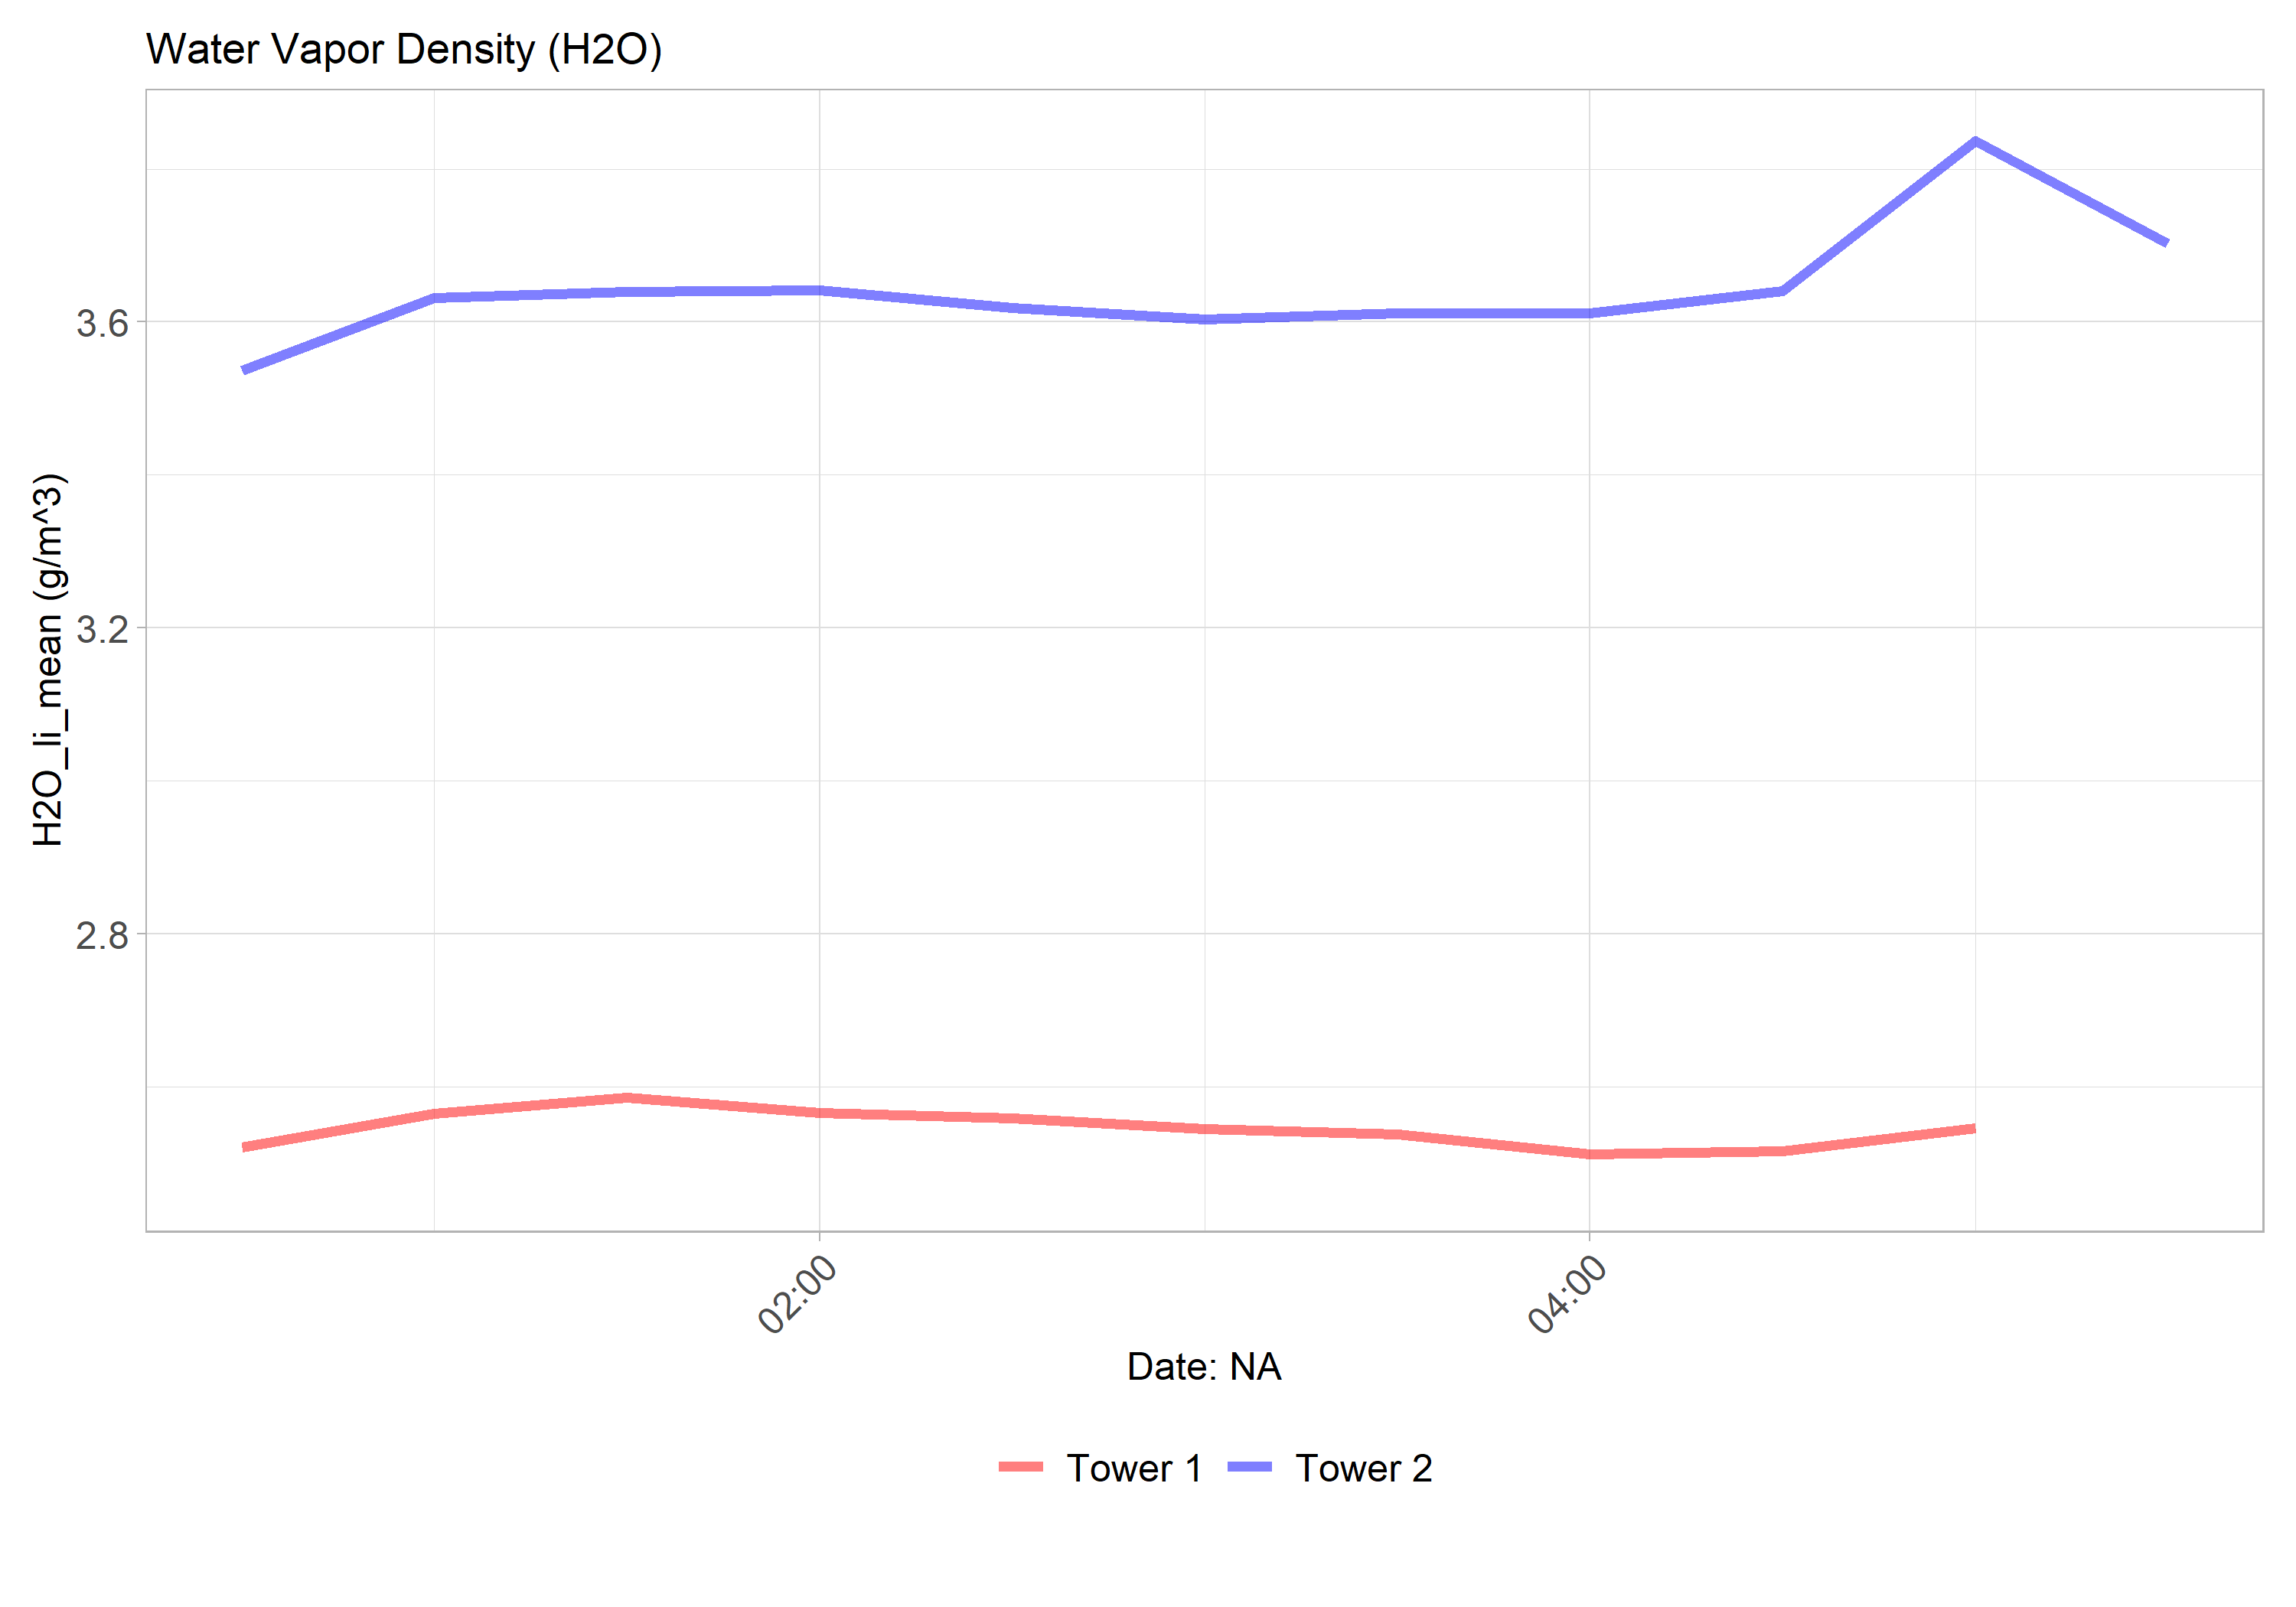 Water Vapor Density (H2O)
H2O_li_mean (g/m^3)
3.6
3.2
2.8
02:00
04:00
Date: NA
Tower 1
Tower 2